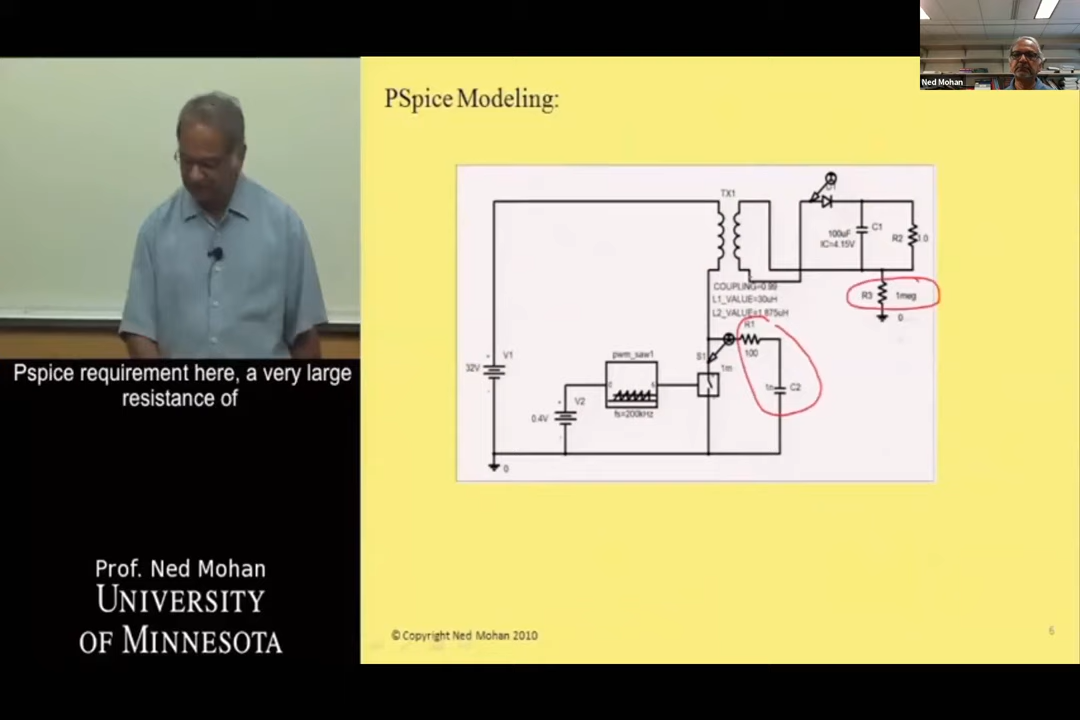 Ned Mohan
PSpice Modeling:
TX1
C1
100uF
IC=4.15V
R2
COUPLING=0.99
L1_VALUE=30uH
L2_VALUE=1.875uH
R3 1meg
0
R1
100
S1
1m
V1
32V
pwm_saw1
fs=200kHz
V2
0.4V
1n C2
0
Pspice requirement here, a very large
resistance of
Prof. Ned Mohan
UNIVERSITY
OF MINNESOTA
© Copyright Ned Mohan 2010
6